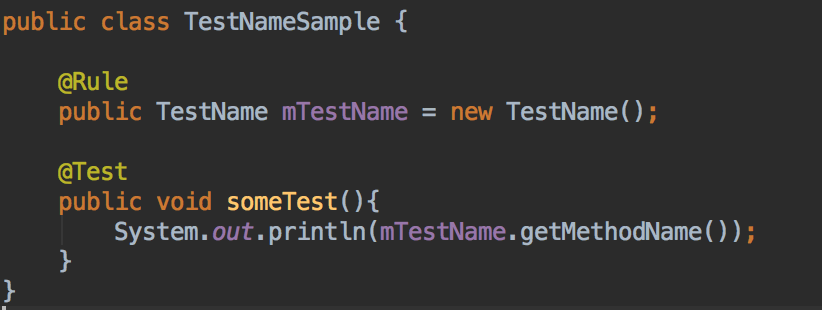 public class TestNameSample {
@Rule
public TestName mTestName = new TestName();
@Test
public void someTest(){
System.out.println(mTestName.getMethodName());
}
}